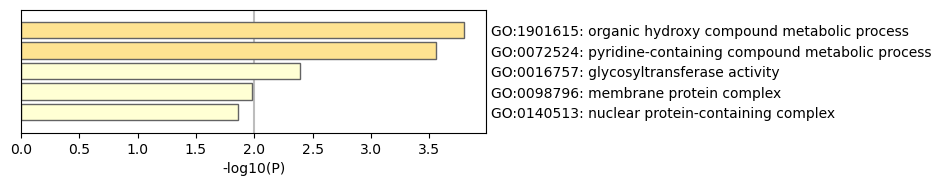 GO:1901615: organic hydroxy compound metabolic process
GO:0072524: pyridine-containing compound metabolic process
GO:0016757: glycosyltransferase activity
GO:0098796: membrane protein complex
GO:0140513: nuclear protein-containing complex
0.0 0.5 1.0 1.5 2.0 2.5 3.0 3.5
-log10(P)